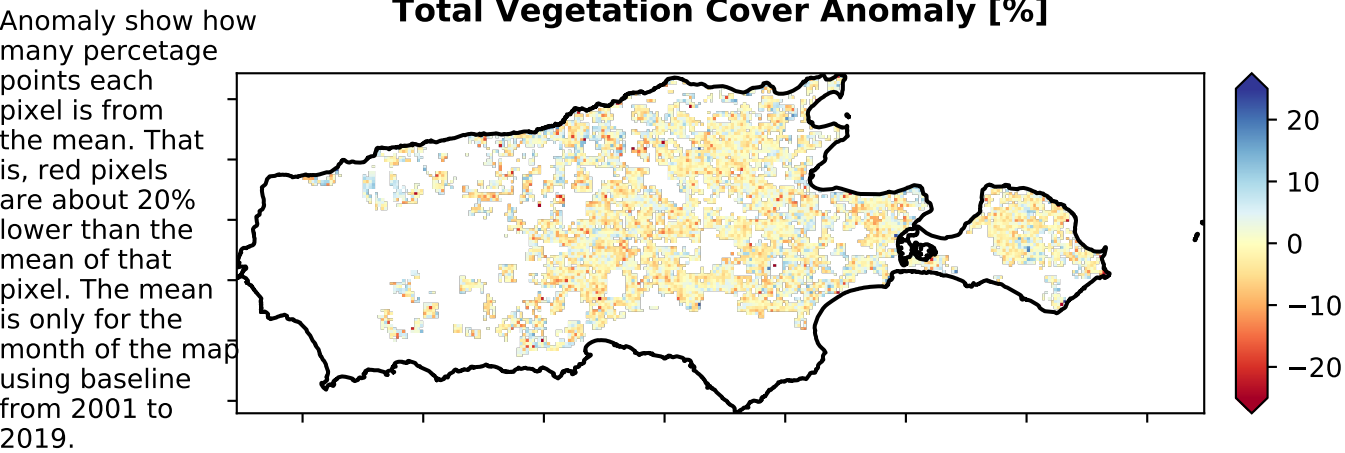 Total Vegetation Cover Anomaly [%]
Anomaly show how
many percetage
points each
pixel is from
the mean. That
is, red pixels
are about 20%
lower than the
mean of that
pixel. The mean
is only for the
month of the map
using baseline
from 2001 to
2019.
20
10
0
−10
−20